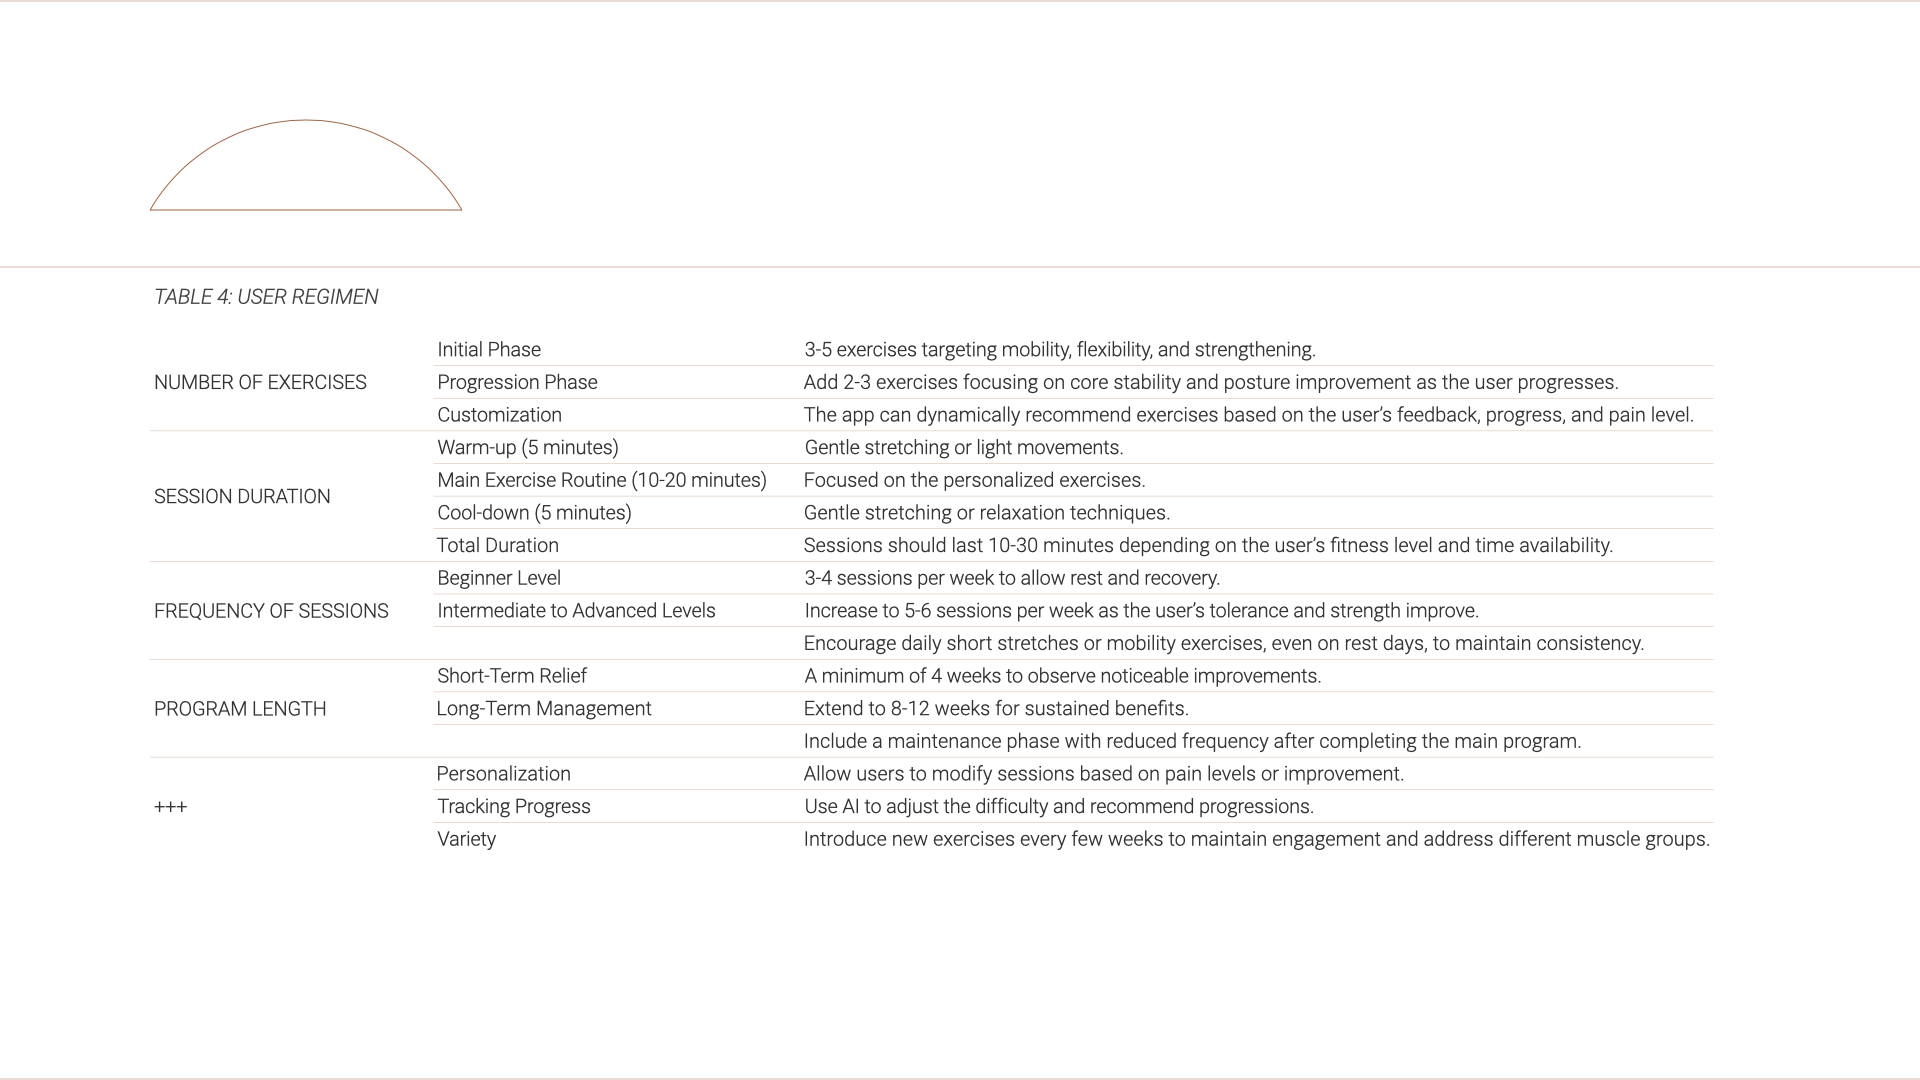 TABLE 4: USER REGIMEN
NUMBER OF EXERCISES
Initial Phase 3-5 exercises targeting mobility, flexibility, and strengthening.
Progression Phase Add 2-3 exercises focusing on core stability and posture improvement as the user progresses.
Customization The app can dynamically recommend exercises based on the user’s feedback, progress, and pain level.
SESSION DURATION
Warm-up (5 minutes) Gentle stretching or light movements.
Main Exercise Routine (10-20 minutes) Focused on the personalized exercises.
Cool-down (5 minutes) Gentle stretching or relaxation techniques.
Total Duration Sessions should last 10-30 minutes depending on the user’s fitness level and time availability.
FREQUENCY OF SESSIONS
Beginner Level 3-4 sessions per week to allow rest and recovery.
Intermediate to Advanced Levels Increase to 5-6 sessions per week as the user’s tolerance and strength improve.
Encourage daily short stretches or mobility exercises, even on rest days, to maintain consistency.
PROGRAM LENGTH
Short-Term Relief A minimum of 4 weeks to observe noticeable improvements.
Long-Term Management Extend to 8-12 weeks for sustained benefits.
Include a maintenance phase with reduced frequency after completing the main program.
+++
Personalization Allow users to modify sessions based on pain levels or improvement.
Tracking Progress Use AI to adjust the difficulty and recommend progressions.
Variety Introduce new exercises every few weeks to maintain engagement and address different muscle groups.